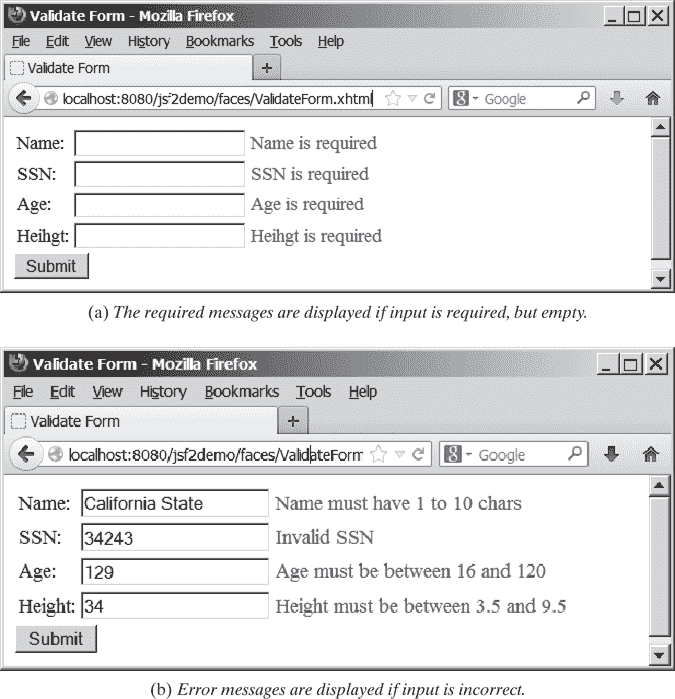 Validate Form - Mozilla Firefox
File Edit View History Bookmarks Tools Help
Validate Form +
localhost:8080/jsf2demo/faces/ValidateForm.xhtml 8 Google
Name: Name is required
SSN: SSN is required
Age: Age is required
Heihgt: Heihgt is required
Submit
(a) The required messages are displayed if input is required, but empty.
Validate Form - Mozilla Firefox
File Edit View History Bookmarks Tools Help
Validate Form +
localhost:8080/jsf2demo/faces/ValidateForm 8 Google
Name: California State Name must have 1 to 10 chars
SSN: 34243 Invalid SSN
Age: 129 Age must be between 16 and 120
Height: 34 Height must be between 3.5 and 9.5
Submit
(b) Error messages are displayed if input is incorrect.